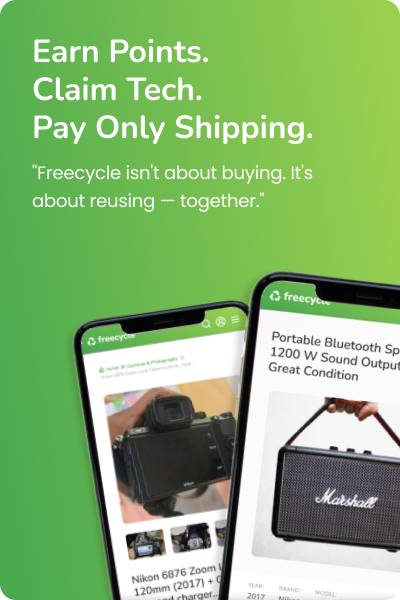 Earn Points.
Claim Tech.
Pay Only Shipping.
"Freecycle isn't about buying. It's
about reusing — together."
freecycle
freecycle
Home
Cameras & Photography
Portable Bluetooth Sp
1200 W Sound Output
Great Condition
Marshall
Nikon
Nikon 6876 Zoom L
120mm (2017) + C
and charger...
YEAR: BRAND: MODEL:
2017